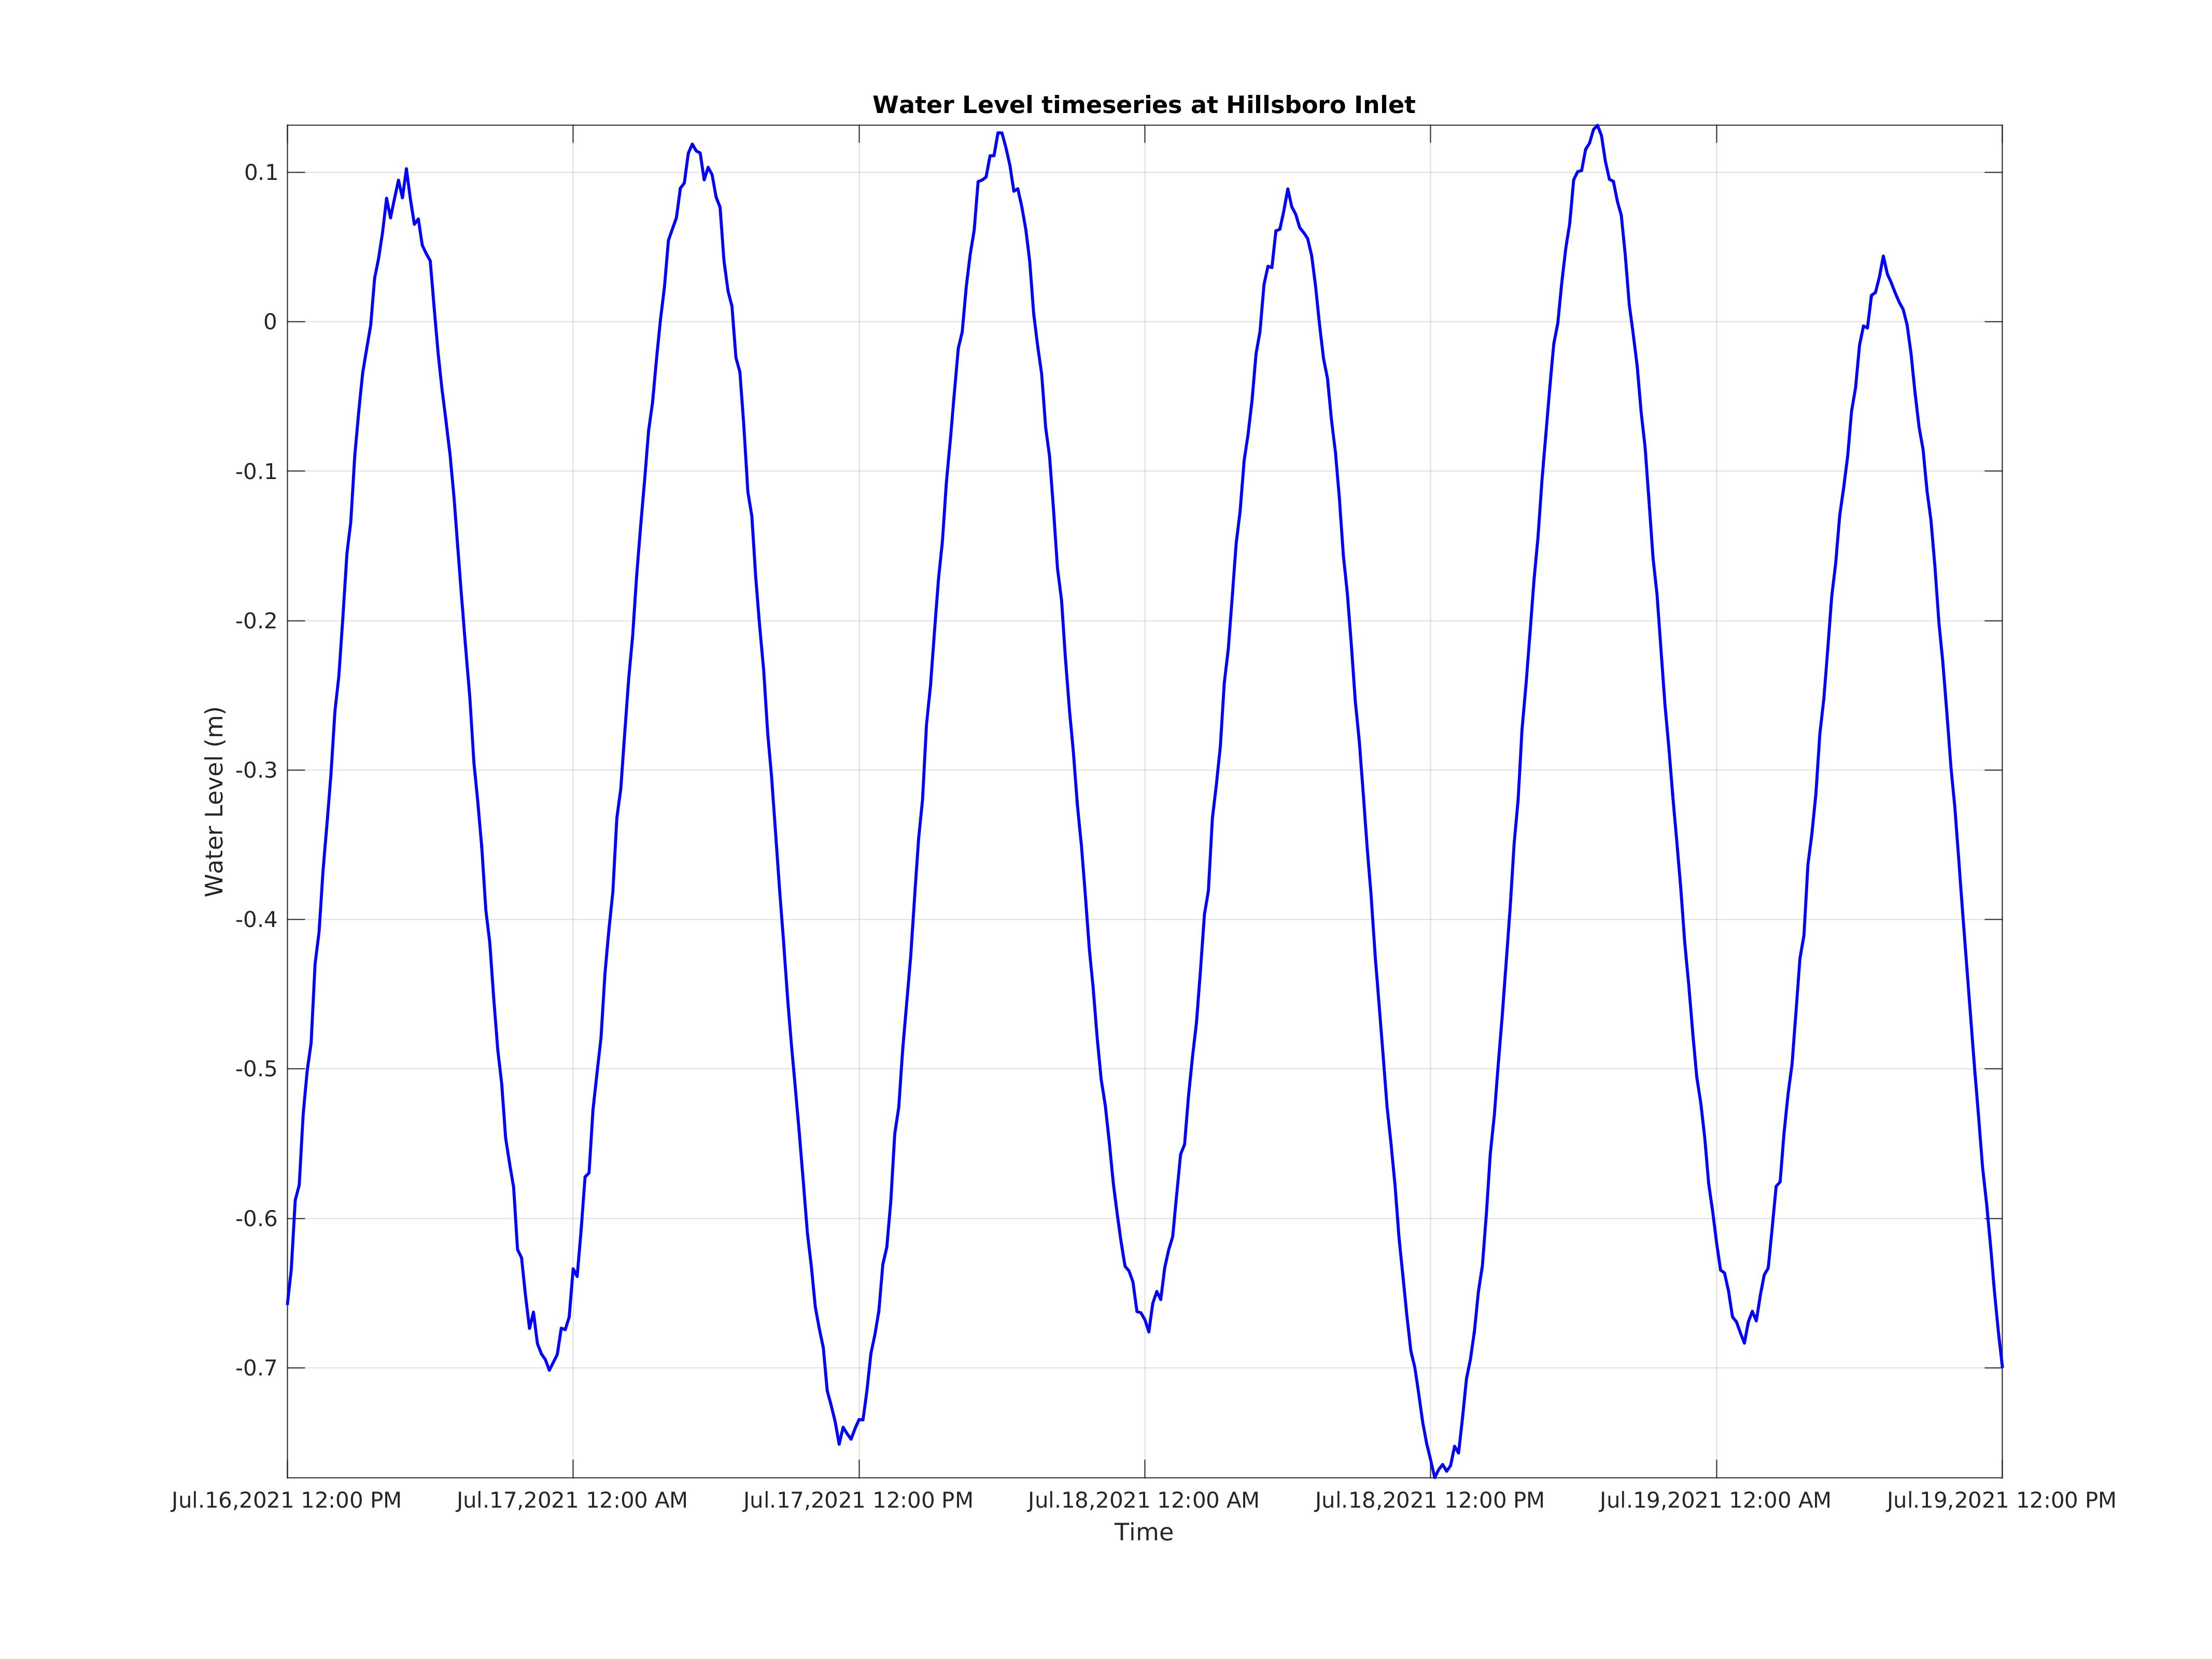 Water Level timeseries at Hillsboro Inlet
0.1
0
-0.1
-0.2
-0.3
-0.4
-0.5
-0.6
-0.7
Water Level (m)
Jul.16,2021 12:00 PM
Jul.17,2021 12:00 AM
Jul.17,2021 12:00 PM
Jul.18,2021 12:00 AM
Jul.18,2021 12:00 PM
Jul.19,2021 12:00 AM
Jul.19,2021 12:00 PM
Time